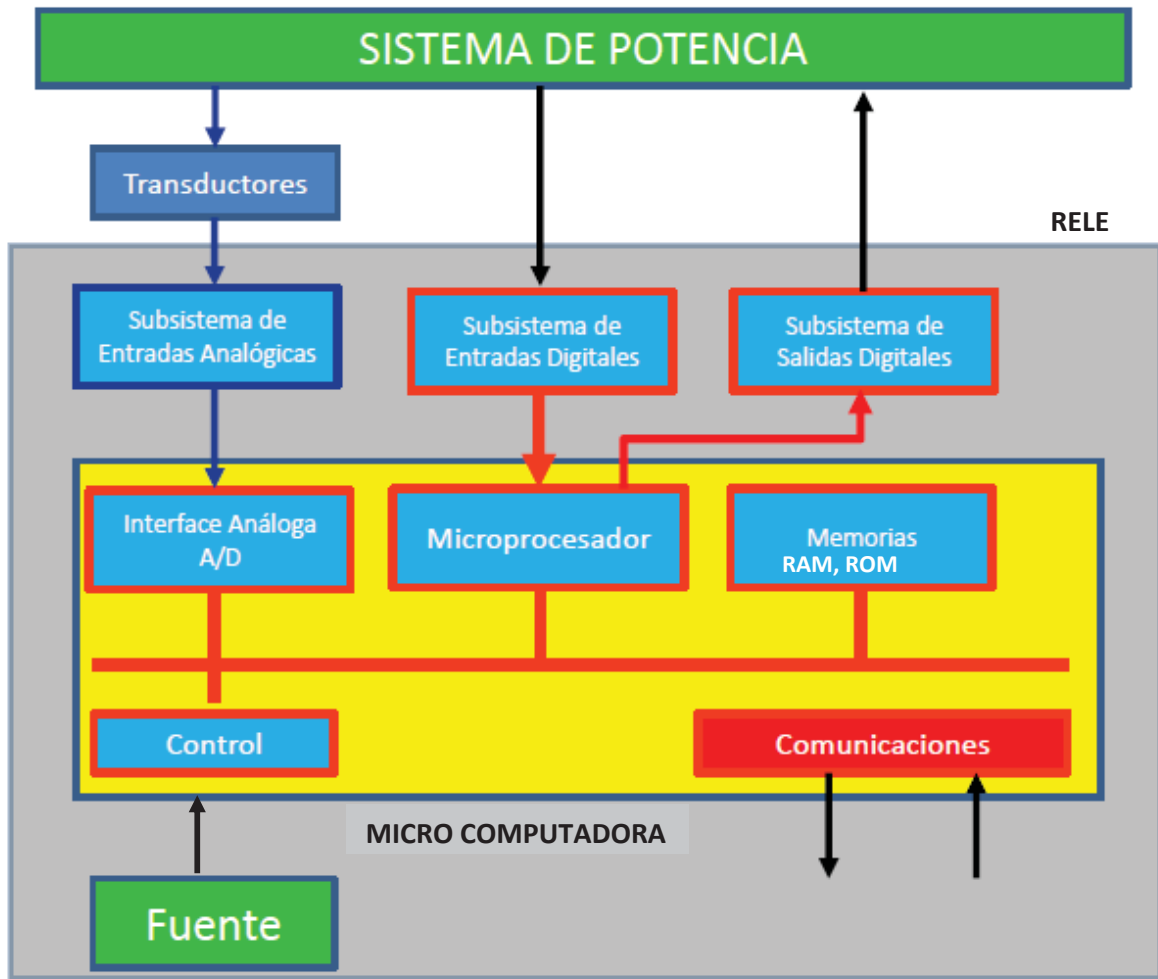 SISTEMA DE POTENCIA
Transductores
RELE
Subsistema de
Entradas Analógicas
Subsistema de
Entradas Digitales
Subsistema de
Salidas Digitales
Interface Análoga
A/D
Microprocesador
Memorias
RAM, ROM
Control
Comunicaciones
MICRO COMPUTADORA
Fuente